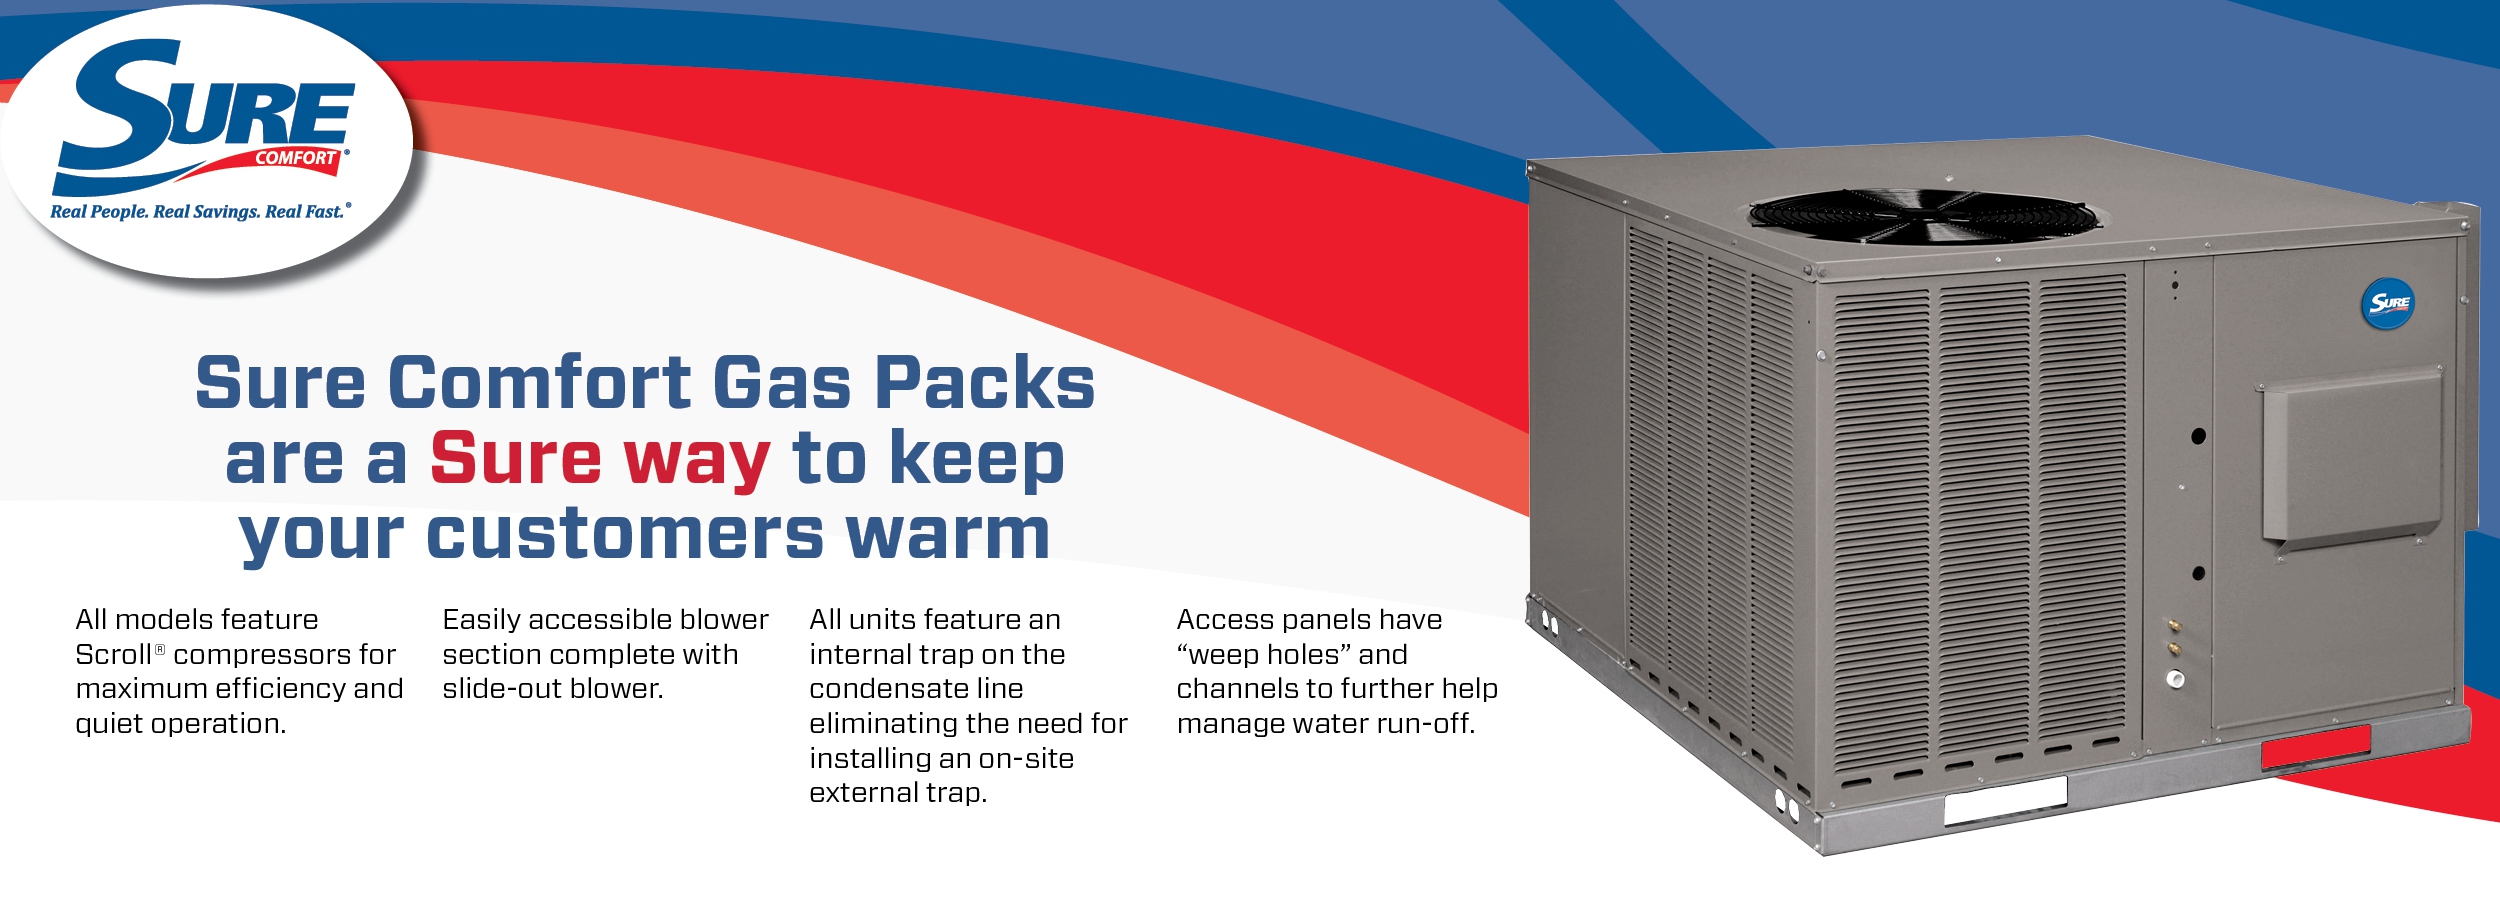 SURE
COMFORT®
Real People. Real Savings. Real Fast.®
Sure Comfort Gas Packs
are a Sure way to keep
your customers warm
All models feature
Scroll® compressors for
maximum efficiency and
quiet operation.
Easily accessible blower
section complete with
slide-out blower.
All units feature an
internal trap on the
condensate line
eliminating the need for
installing an on-site
external trap.
Access panels have
“weep holes” and
channels to further help
manage water run-off.
SURE